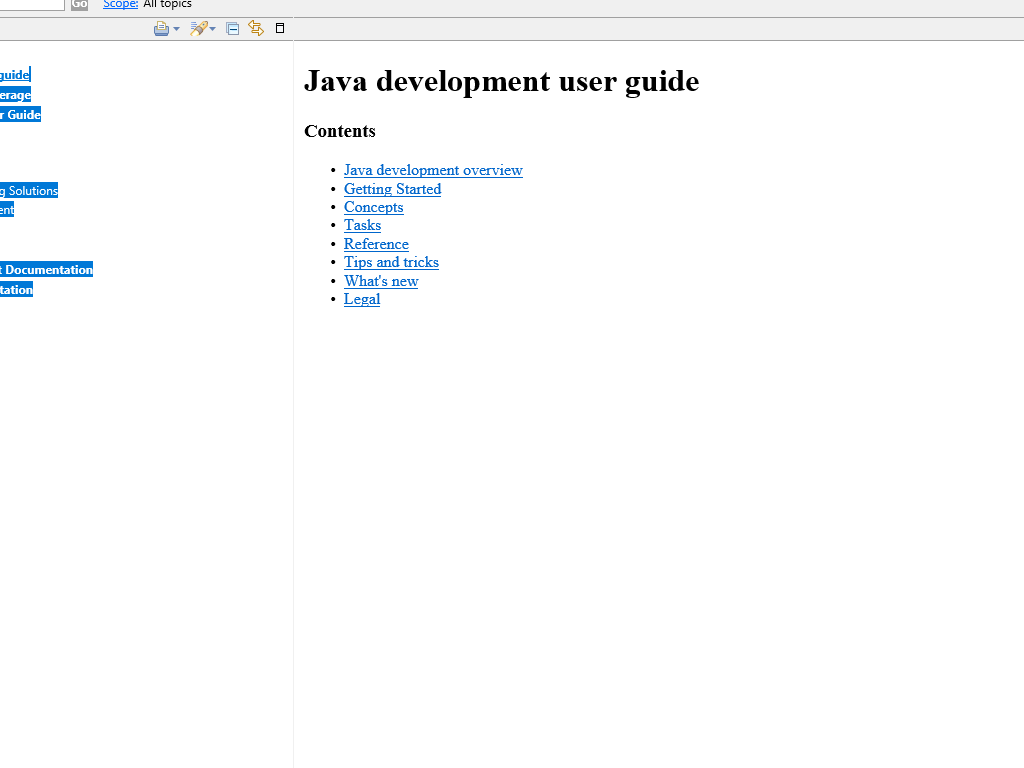 Go Scope: All topics
guide
erage
r Guide
g Solutions
ent
t Documentation
tation
Java development user guide
Contents
• Java development overview
• Getting Started
• Concepts
• Tasks
• Reference
• Tips and tricks
• What's new
• Legal